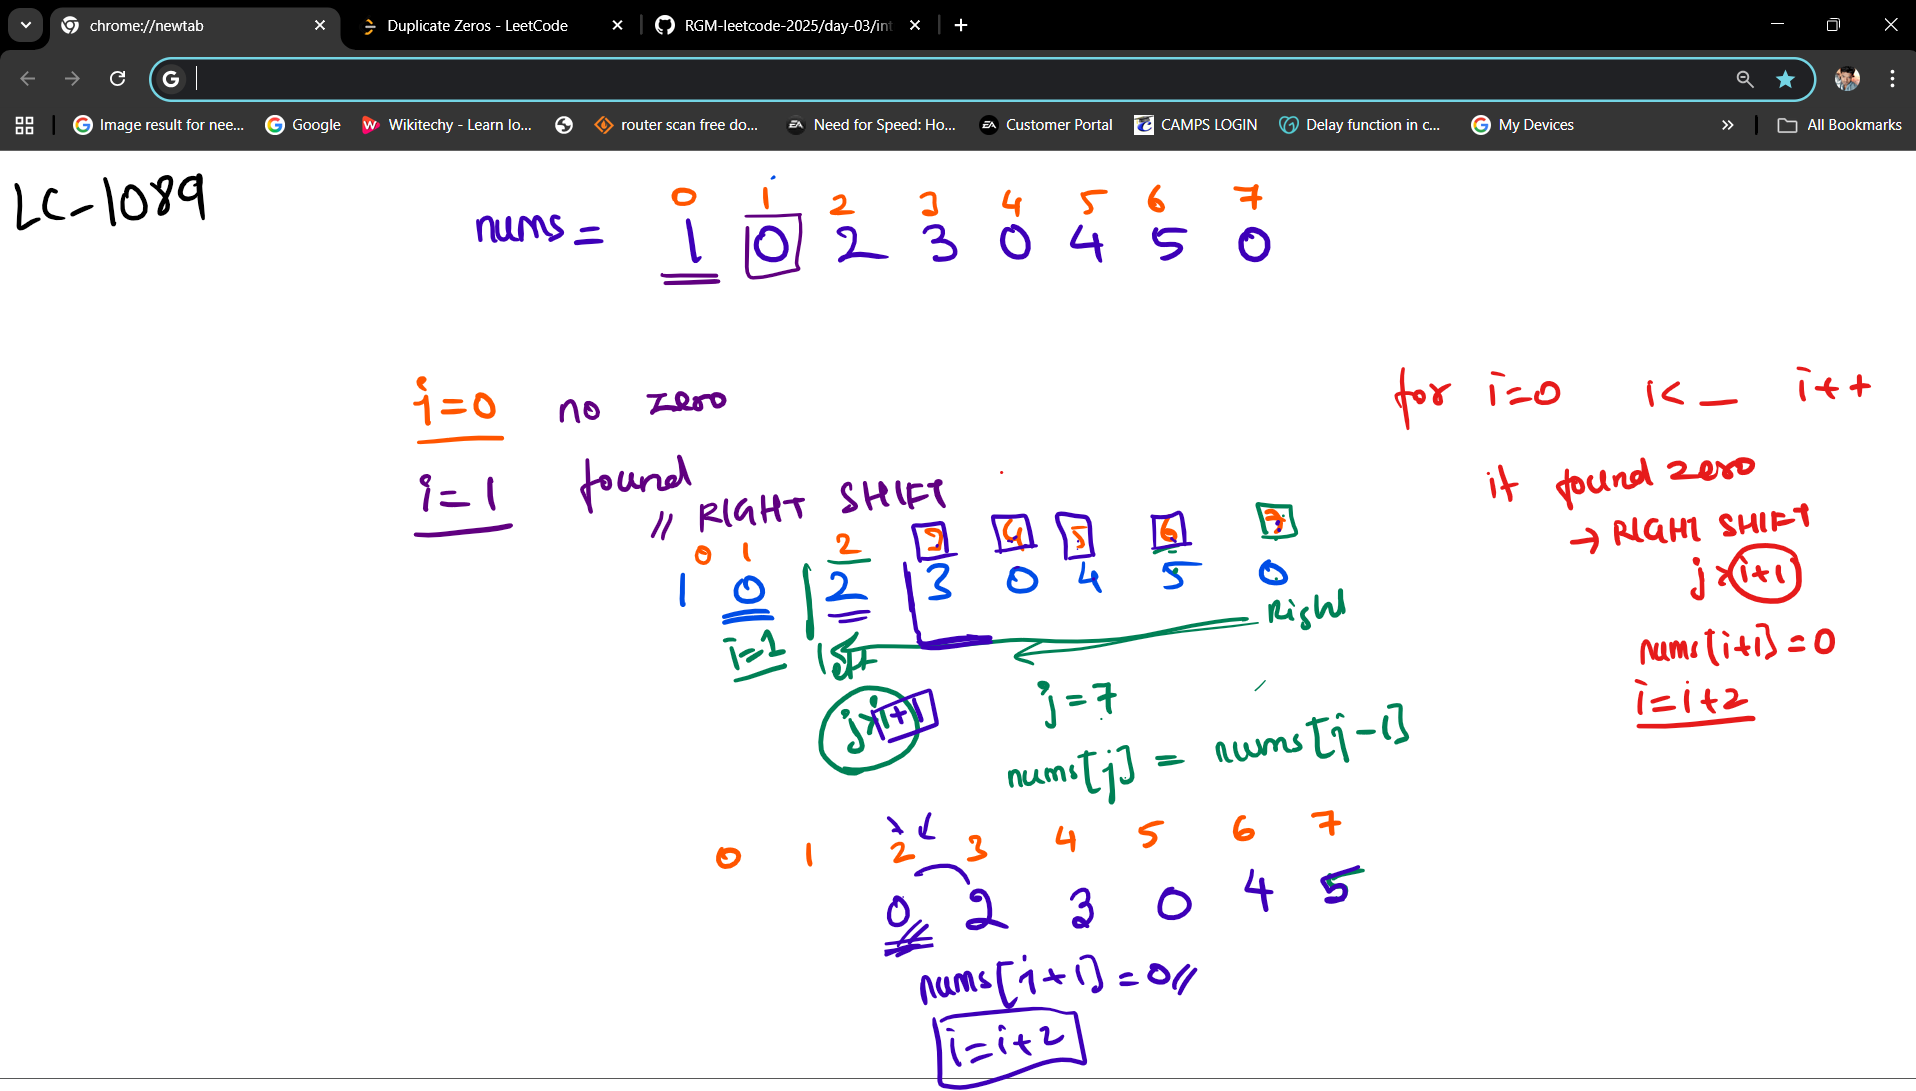 chrome://newtab
Duplicate Zeros - LeetCode
RGM-leetcode-2025/day-03/int
Image result for nee...
Google
Wikitechy - Learn lo...
router scan free do...
Need for Speed: Ho...
Customer Portal
CAMPS LOGIN
Delay function in c...
My Devices
All Bookmarks
LC-1089
0 1 2 3 4 5 6 7
nums = 1 0 2 3 0 4 5 0
i=0 no zero
i=1 found
// RIGHT SHIFT
0 1 2 3 4 5 6 7
1 0 2 3 0 4 5 0
i=1 left Right
j>i+1 j=7
nums[j] = nums[j-1]
0 1 2 3 4 5 6 7
0 2 3 0 4 5
nums[i+1] = 0//
i=i+2
for i=0 i< _ i++
if found zero
→ RIGHT SHIFT
j>i+1
nums[i+1]=0
i=i+2